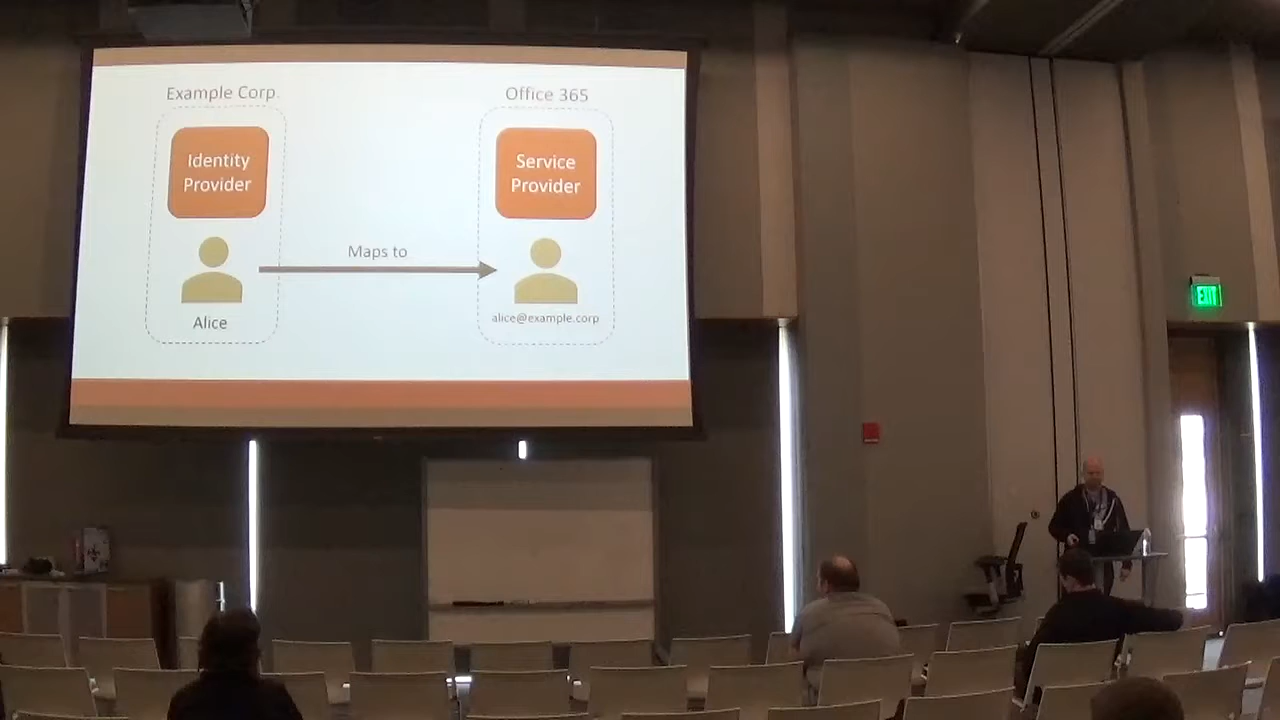 Example Corp
Office 365
Identity
Provider
Service
Provider
Maps to
Alice
alice@example.corp
EXIT